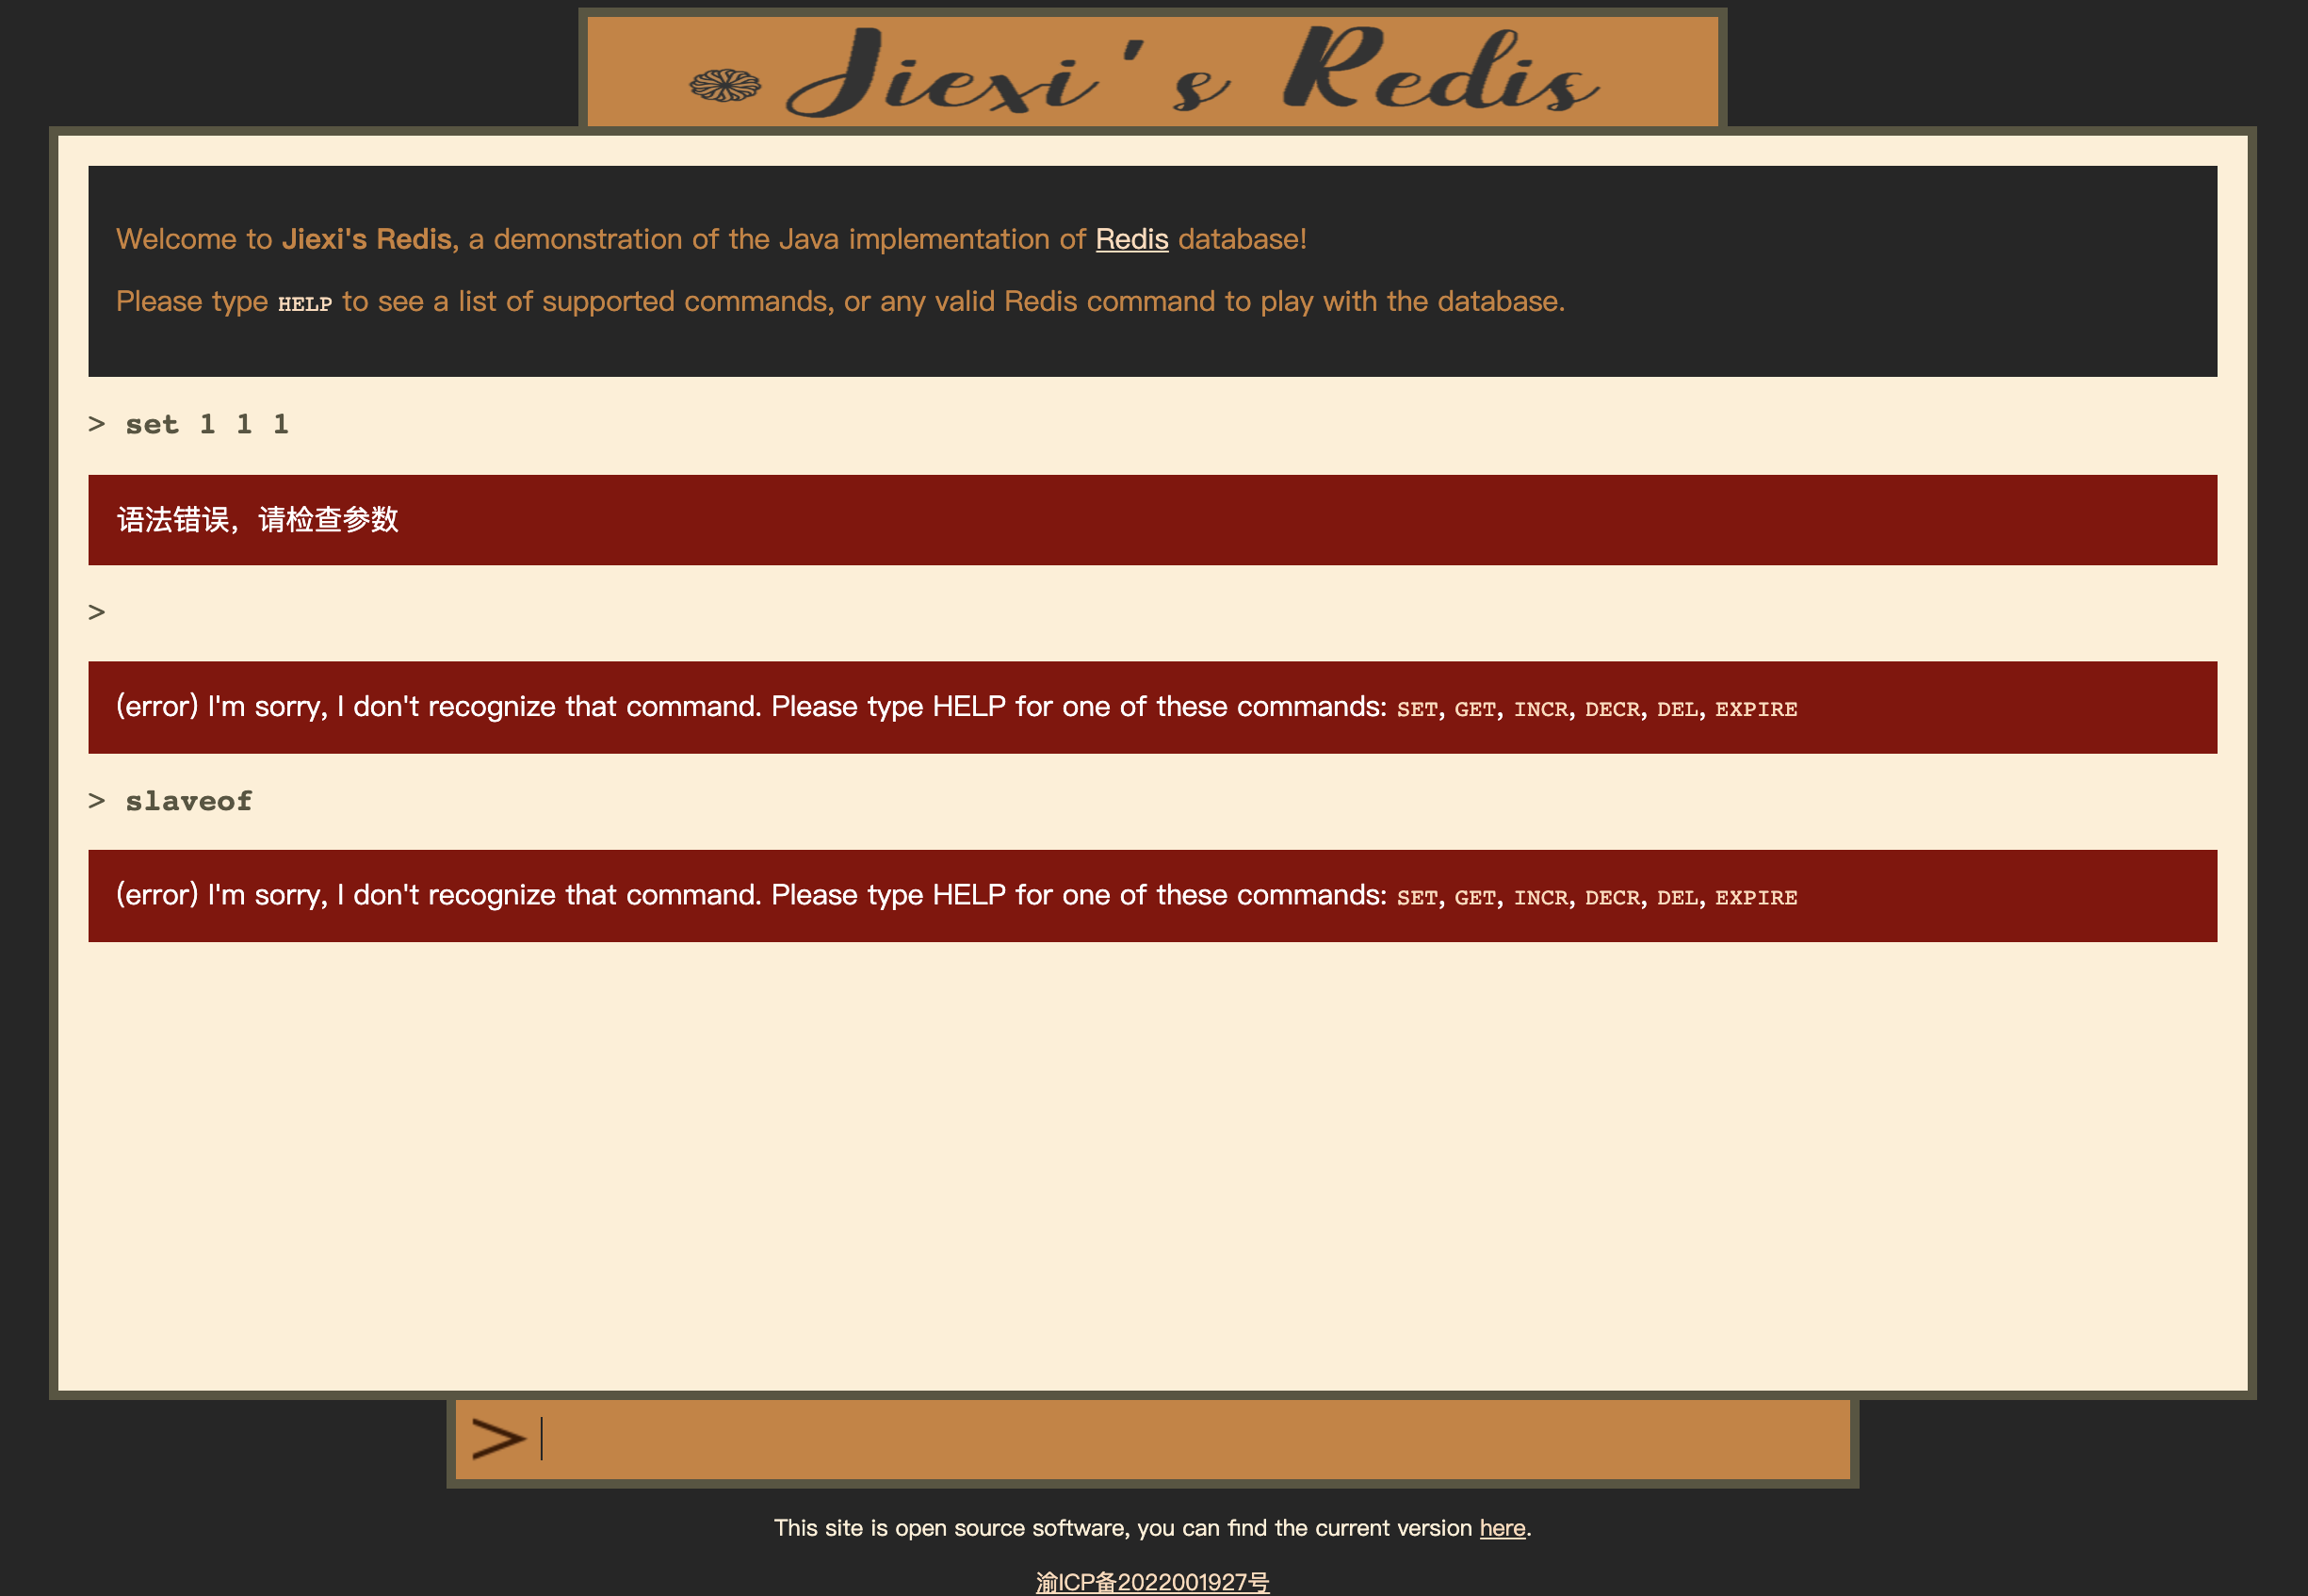 Jiexi's Redis
Welcome to Jiexi's Redis, a demonstration of the Java implementation of Redis database!
Please type HELP to see a list of supported commands, or any valid Redis command to play with the database.
> set 1 1 1
语法错误，请检查参数
>
(error) I'm sorry, I don't recognize that command. Please type HELP for one of these commands: SET, GET, INCR, DECR, DEL, EXPIRE
> slaveof
(error) I'm sorry, I don't recognize that command. Please type HELP for one of these commands: SET, GET, INCR, DECR, DEL, EXPIRE
>
This site is open source software, you can find the current version here.
渝ICP备2022001927号